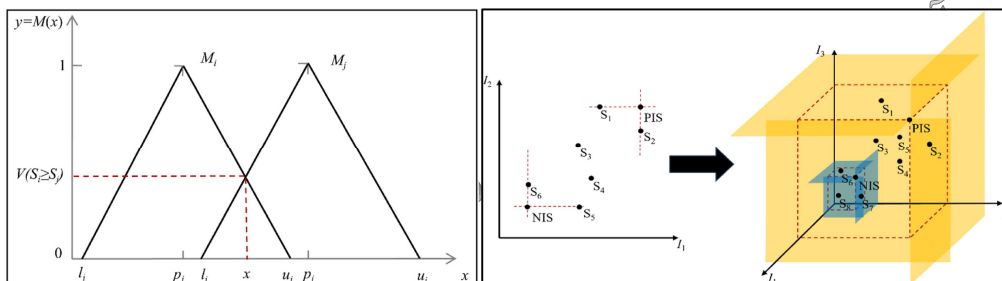 y=M(x)
M_i
M_j
1
V(S_i≥S_j)
0
l_i
p_i
l_i
x
u_i
p_i
u_i
x
I_2
S_1
PIS
S_2
S_3
S_4
S_6
NIS
S_5
I_1
I_3
S_1
PIS
S_5
S_3
S_2
S_4
S_6
NIS
S_8
S_7